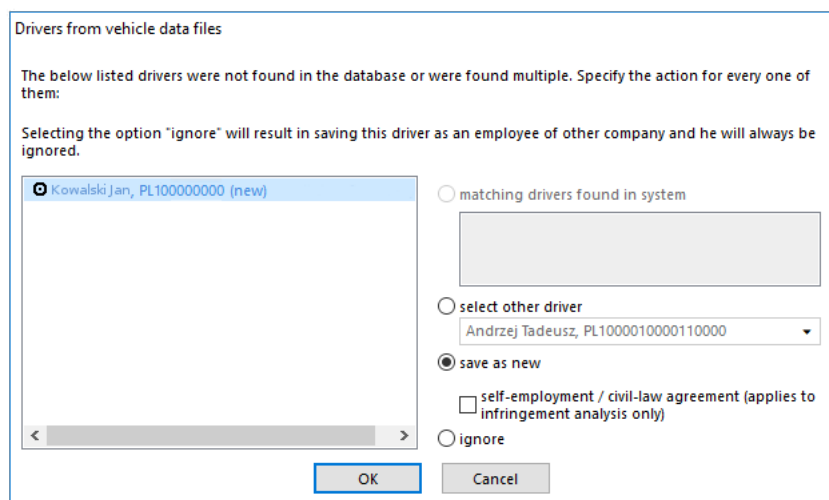 Drivers from vehicle data files
The below listed drivers were not found in the database or were found multiple. Specify the action for every one of
them:
Selecting the option "ignore" will result in saving this driver as an employee of other company and he will always be
ignored.
Kowalski Jan, PL100000000 (new)
matching drivers found in system
select other driver
Andrzej Tadeusz, PL1000010000110000
save as new
self-employment / civil-law agreement (applies to
infringement analysis only)
ignore
OK
Cancel